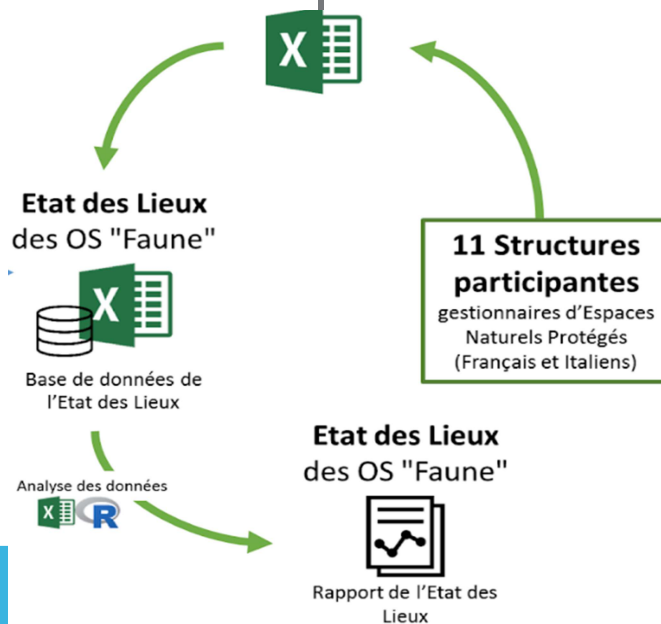 X
Etat des Lieux
des OS "Faune"
X
Base de données de
l'Etat des Lieux
11 Structures
participantes
gestionnaires d'Espaces
Naturels Protégés
(Français et Italiens)
Analyse des données
X R
Etat des Lieux
des OS "Faune"
Rapport de l'Etat des
Lieux